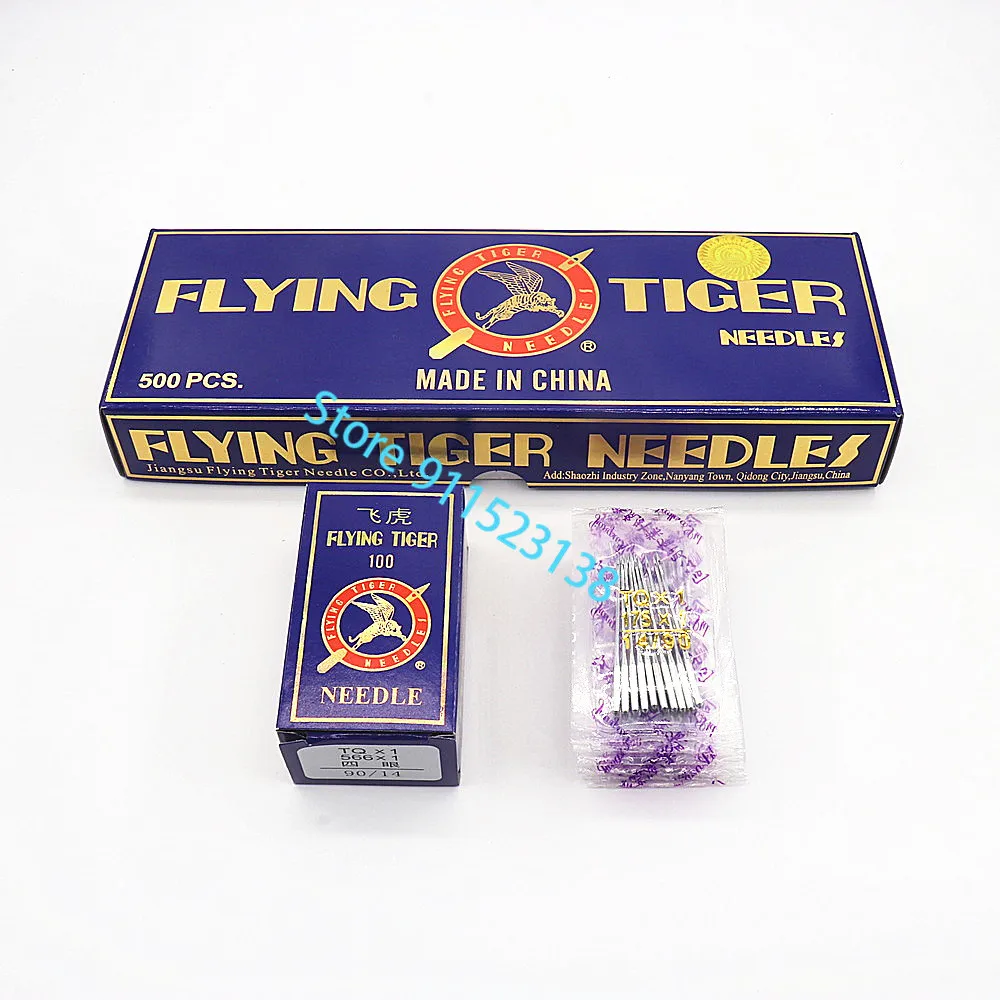 FLYING TIGER
FLYING TIGER NEEDLES
®
NEEDLES
500 PCS.
MADE IN CHINA
FLYING TIGER NEEDLES
Jiangsu Flying Tiger Needle CO.,Ltd
Add:Shaozhi Industry Zone,Nanyang Town, Qidong City,Jiangsu,China
Store 911523138
飞虎
FLYING TIGER
100
FLYING TIGER NEEDLES
®
NEEDLE
TQ×1
566×1
四眼
90/14
TQ×1
14/90